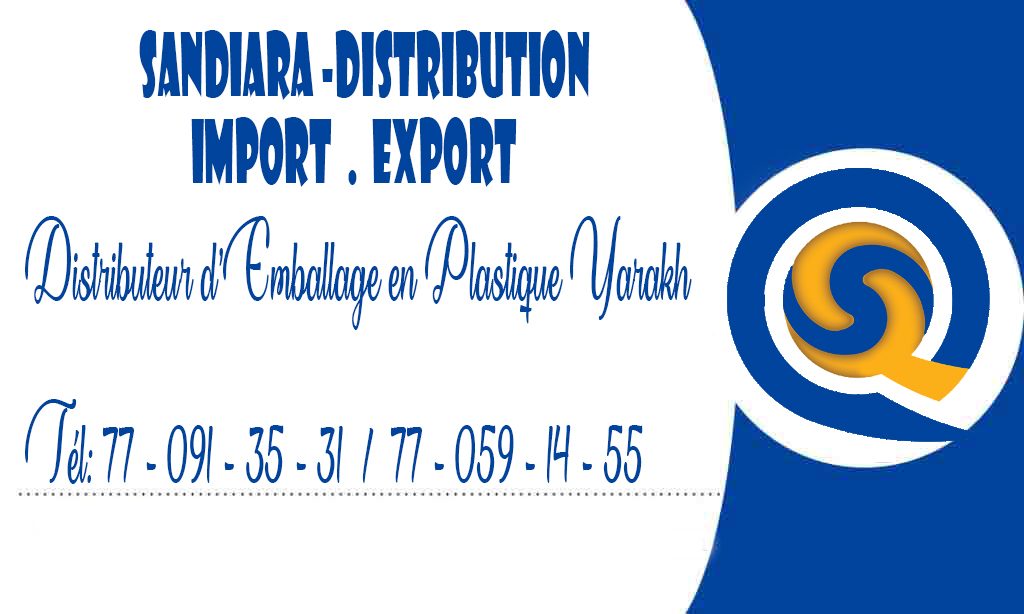 SANDIARA -DISTRIBUTION
IMPORT . EXPORT
Distributeur d'Emballage en Plastique Yarakh
Tél: 77 - 091 - 35 - 31 / 77 - 059 - 14 - 55